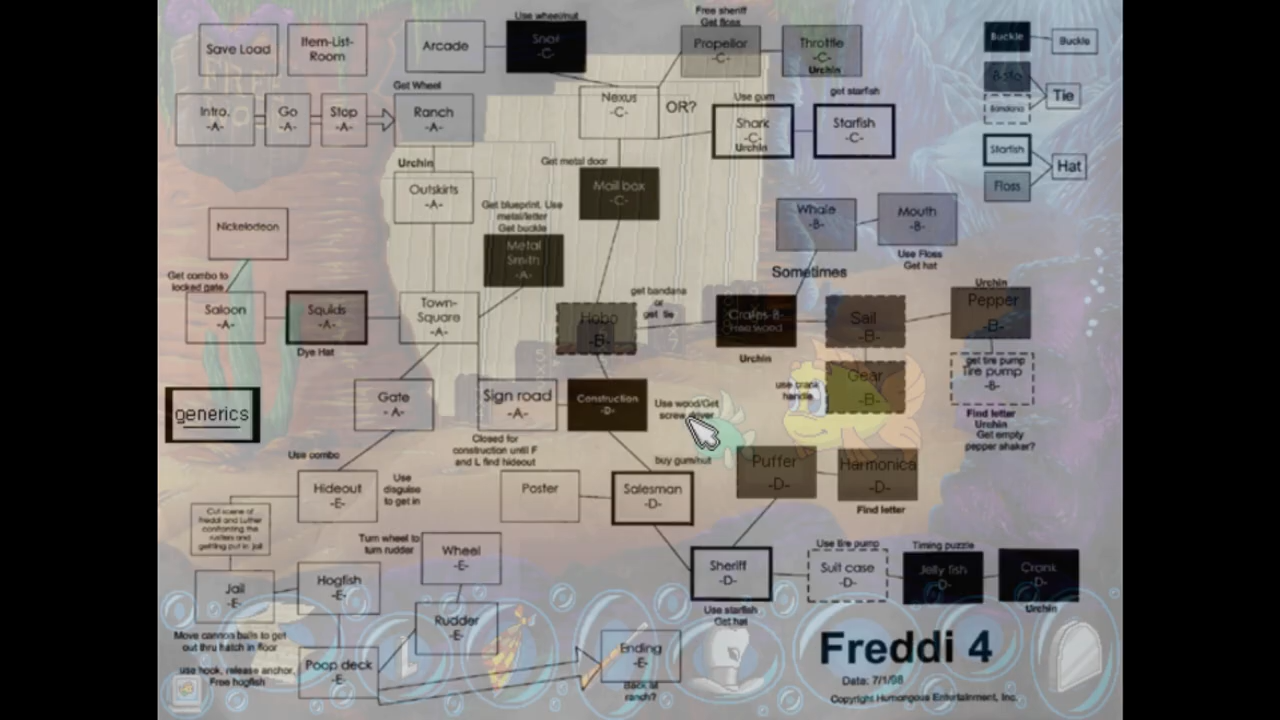 Save Load
Item-List-
Room
Arcade
Use wheel/nut
Snail
-C-
Free sheriff
Get floss
Propellor
-C-
Throttle
-C-
Urchin
Buckle
Buckle
Tie
Bandana
Intro.
-A-
Go
-A-
Stop
-A-
Get Wheel
Ranch
-A-
Nexus
-C-
OR?
Use gum
Shark
-C-
Urchin
get starfish
Starfish
-C-
Starfish
Hat
Floss
Urchin
Outskirts
-A-
Get metal door
Mail box
-C-
Whale
-B-
Mouth
-B-
Use Floss
Get hat
Sometimes
Nickelodeon
Get blueprint. Use
metal/letter
Get buckle
Metal
Smith
-A-
Get combo to
locked gate
Saloon
-A-
Squids
-A-
Dye Hat
Town-
Square
-A-
Hobo
-B-
get bandana
or
get tie
Crates-B-
Free wood
Urchin
Sail
-B-
Urchin
Pepper
-B-
get tire pump
Tire pump
-B-
Find letter
Urchin
Get empty
pepper shaker?
use crank
handle
Gear
-B-
generics
Gate
- A-
Sign road
-A-
Closed for
construction until F
and L find hideout
Construction
-D-
Use wood/Get
screw driver
Use combo
Hideout
-E-
Use
disguise
to get in
Poster
buy gum/nut
Salesman
-D-
Puffer
-D-
Harmonica
-D-
Find letter
Cut scene of
Freddi and Luther
confronting the
rustlers and
getting put in jail
Turn wheel to
turn rudder
Wheel
-E-
Sheriff
-D-
Use starfish
Get hat
Use tire pump
Suit case
-D-
Timing puzzle
Jelly fish
-D-
Crank
-D-
Urchin
Jail
-E-
Hogfish
-E-
Rudder
-E-
Move cannon balls to get
out thru hatch in floor
use hook, release anchor,
Free hogfish
Poop deck
-E-
Ending
-E-
Back at
ranch?
Freddi 4
Date: 7/1/98
Copyright Humongous Entertainment, Inc.